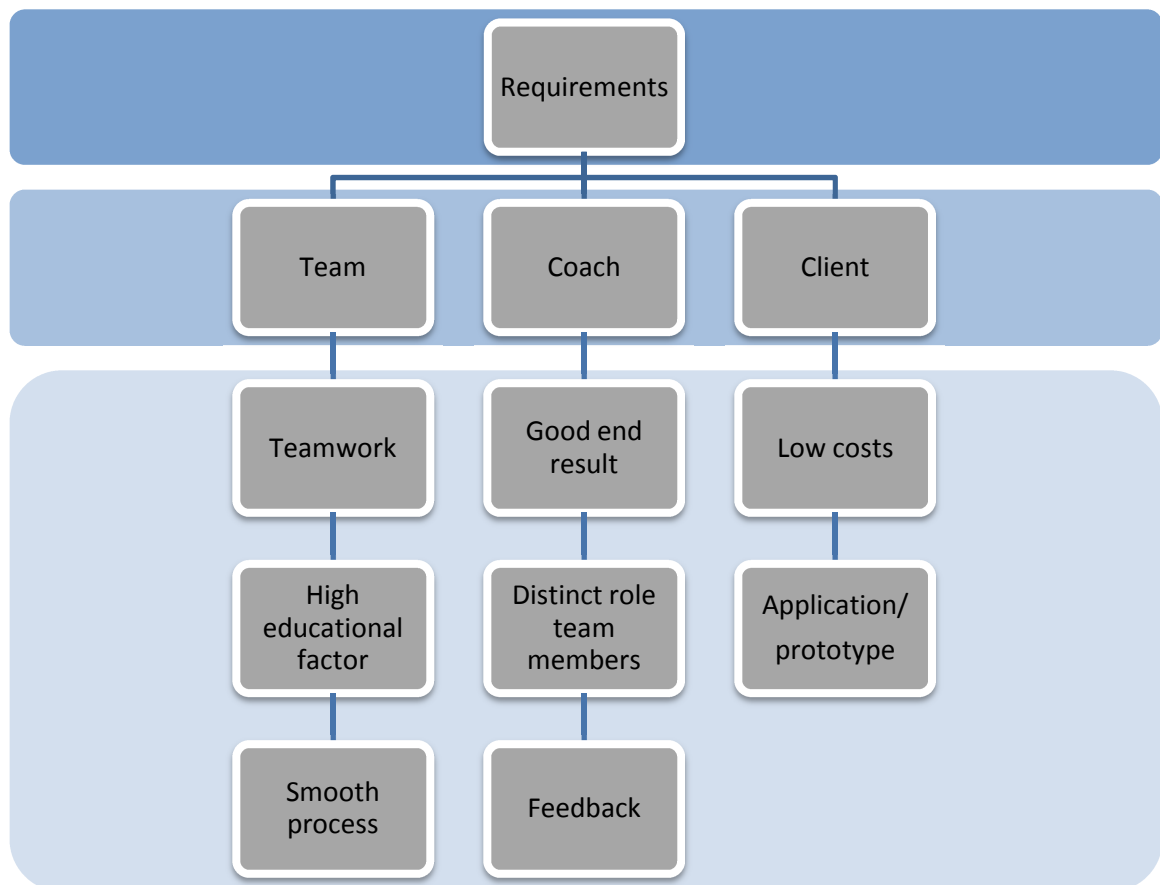 Requirements
Team
Coach
Client
Teamwork
Good end
result
Low costs
High
educational
factor
Distinct role
team
members
Application/
prototype
Smooth
process
Feedback